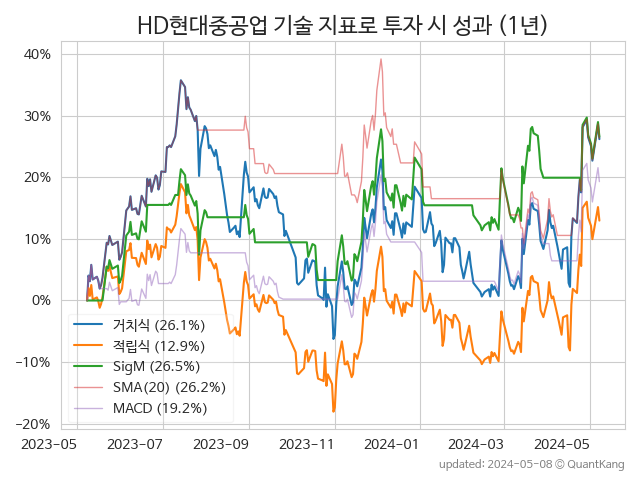 HD현대중공업 기술 지표로 투자 시 성과 (1년)
40%
30%
20%
10%
0%
−10%
−20%
거치식 (26.1%)
적립식 (12.9%)
SigM (26.5%)
SMA(20) (26.2%)
MACD (19.2%)
2023-05
2023-07
2023-09
2023-11
2024-01
2024-03
2024-05
updated: 2024-05-08 © QuantKang